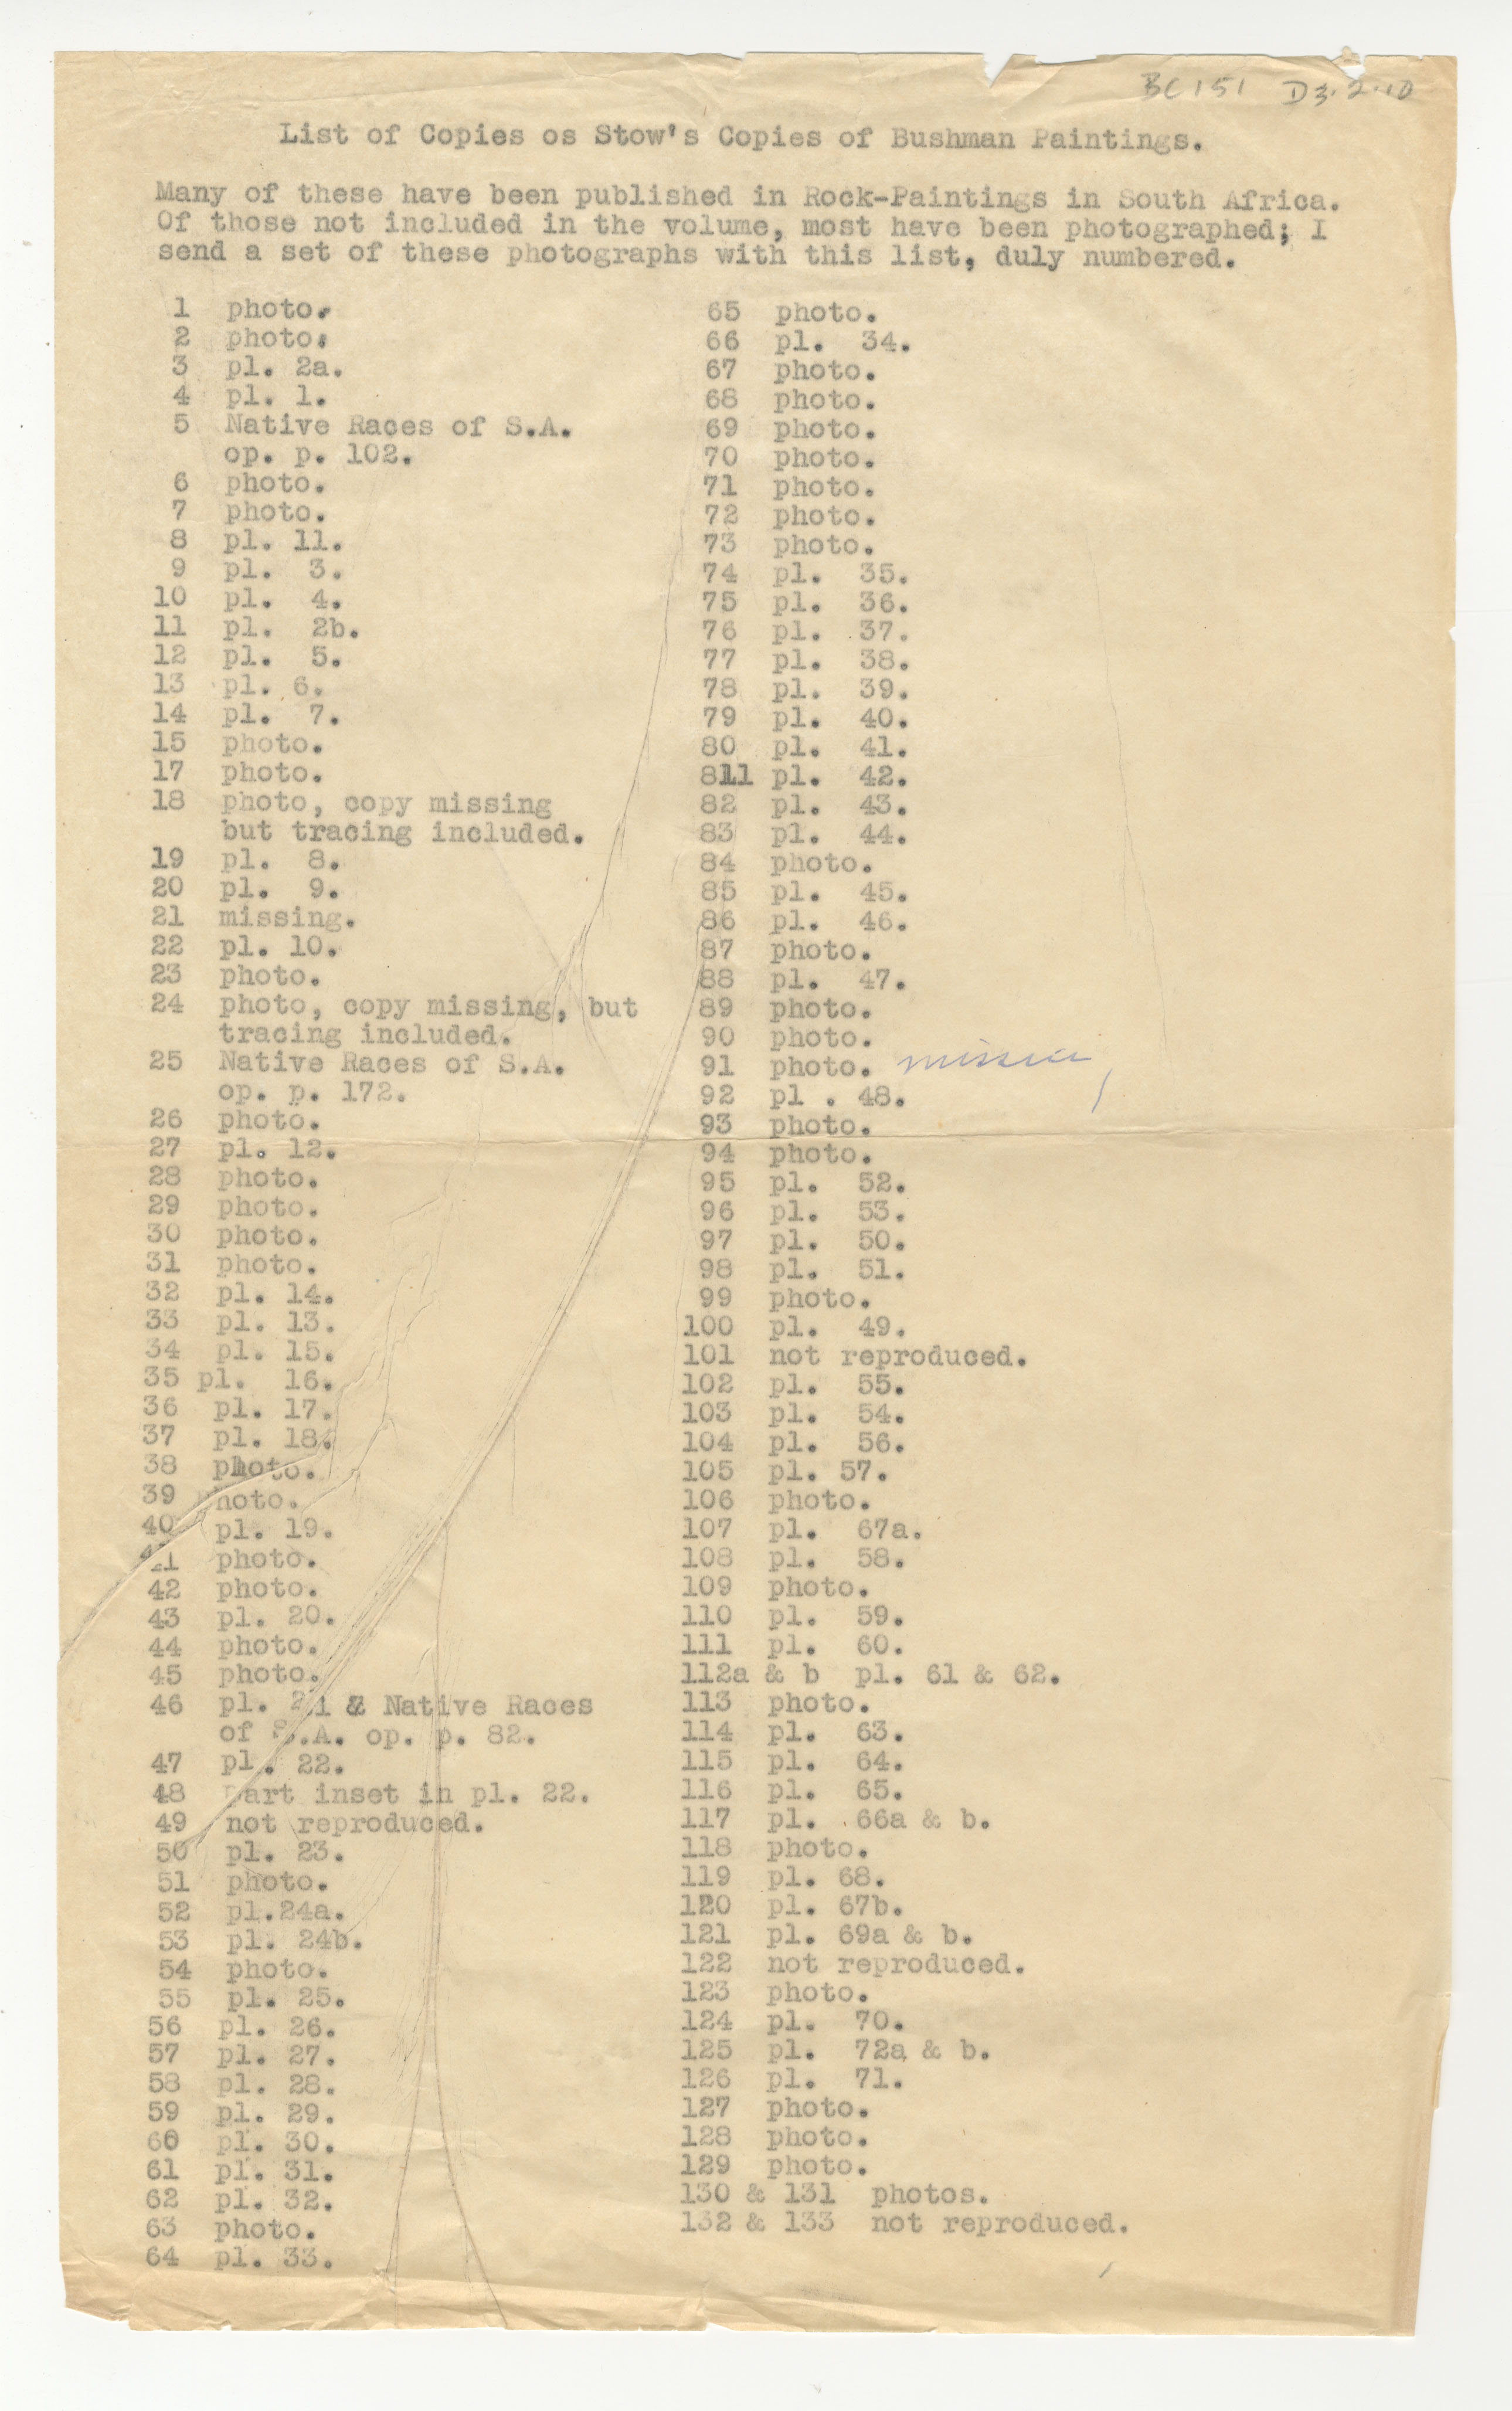 BC151 D3.2.10
List of Copies os Stow's Copies of Bushman Paintings.
Many of these have been published in Rock-Paintings in South Africa.
Of those not included in the volume, most have been photographed; I
send a set of these photographs with this list, duly numbered.
1 photo.
2 photo.
3 pl. 2a.
4 pl. 1.
5 Native Races of S.A.
op. p. 102.
6 photo.
7 photo.
8 pl. 11.
9 pl. 3.
10 pl. 4.
11 pl. 2b.
12 pl. 5.
13 pl. 6.
14 pl. 7.
15 photo.
17 photo.
18 photo, copy missing
but tracing included.
19 pl. 8.
20 pl. 9.
21 missing.
22 pl. 10.
23 photo.
24 photo, copy missing, but
tracing included.
25 Native Races of S.A.
op. p. 172.
26 photo.
27 pl. 12.
28 photo.
29 photo.
30 photo.
31 photo.
32 pl. 14.
33 pl. 13.
34 pl. 15.
35 pl. 16.
36 pl. 17.
37 pl. 18.
38 photo.
39 photo.
40 pl. 19.
41 photo.
42 photo.
43 pl. 20.
44 photo.
45 photo.
46 pl. 21 & Native Races
of S.A. op. p. 82.
47 pl. 22.
48 Part inset in pl. 22.
49 not reproduced.
50 pl. 23.
51 photo.
52 pl.24a.
53 pl. 24b.
54 photo.
55 pl. 25.
56 pl. 26.
57 pl. 27.
58 pl. 28.
59 pl. 29.
60 pl. 30.
61 pl. 31.
62 pl. 32.
63 photo.
64 pl. 33.
65 photo.
66 pl. 34.
67 photo.
68 photo.
69 photo.
70 photo.
71 photo.
72 photo.
73 photo.
74 pl. 35.
75 pl. 36.
76 pl. 37.
77 pl. 38.
78 pl. 39.
79 pl. 40.
80 pl. 41.
811 pl. 42.
82 pl. 43.
83 pl. 44.
84 photo.
85 pl. 45.
86 pl. 46.
87 photo.
88 pl. 47.
89 photo.
90 photo.
91 photo. missing
92 pl . 48.
93 photo.
94 photo.
95 pl. 52.
96 pl. 53.
97 pl. 50.
98 pl. 51.
99 photo.
100 pl. 49.
101 not reproduced.
102 pl. 55.
103 pl. 54.
104 pl. 56.
105 pl. 57.
106 photo.
107 pl. 67a.
108 pl. 58.
109 photo.
110 pl. 59.
111 pl. 60.
112a & b pl. 61 & 62.
113 photo.
114 pl. 63.
115 pl. 64.
116 pl. 65.
117 pl. 66a & b.
118 photo.
119 pl. 68.
120 pl. 67b.
121 pl. 69a & b.
122 not reproduced.
123 photo.
124 pl. 70.
125 pl. 72a & b.
126 pl. 71.
127 photo.
128 photo.
129 photo.
130 & 131 photos.
132 & 133 not reproduced.